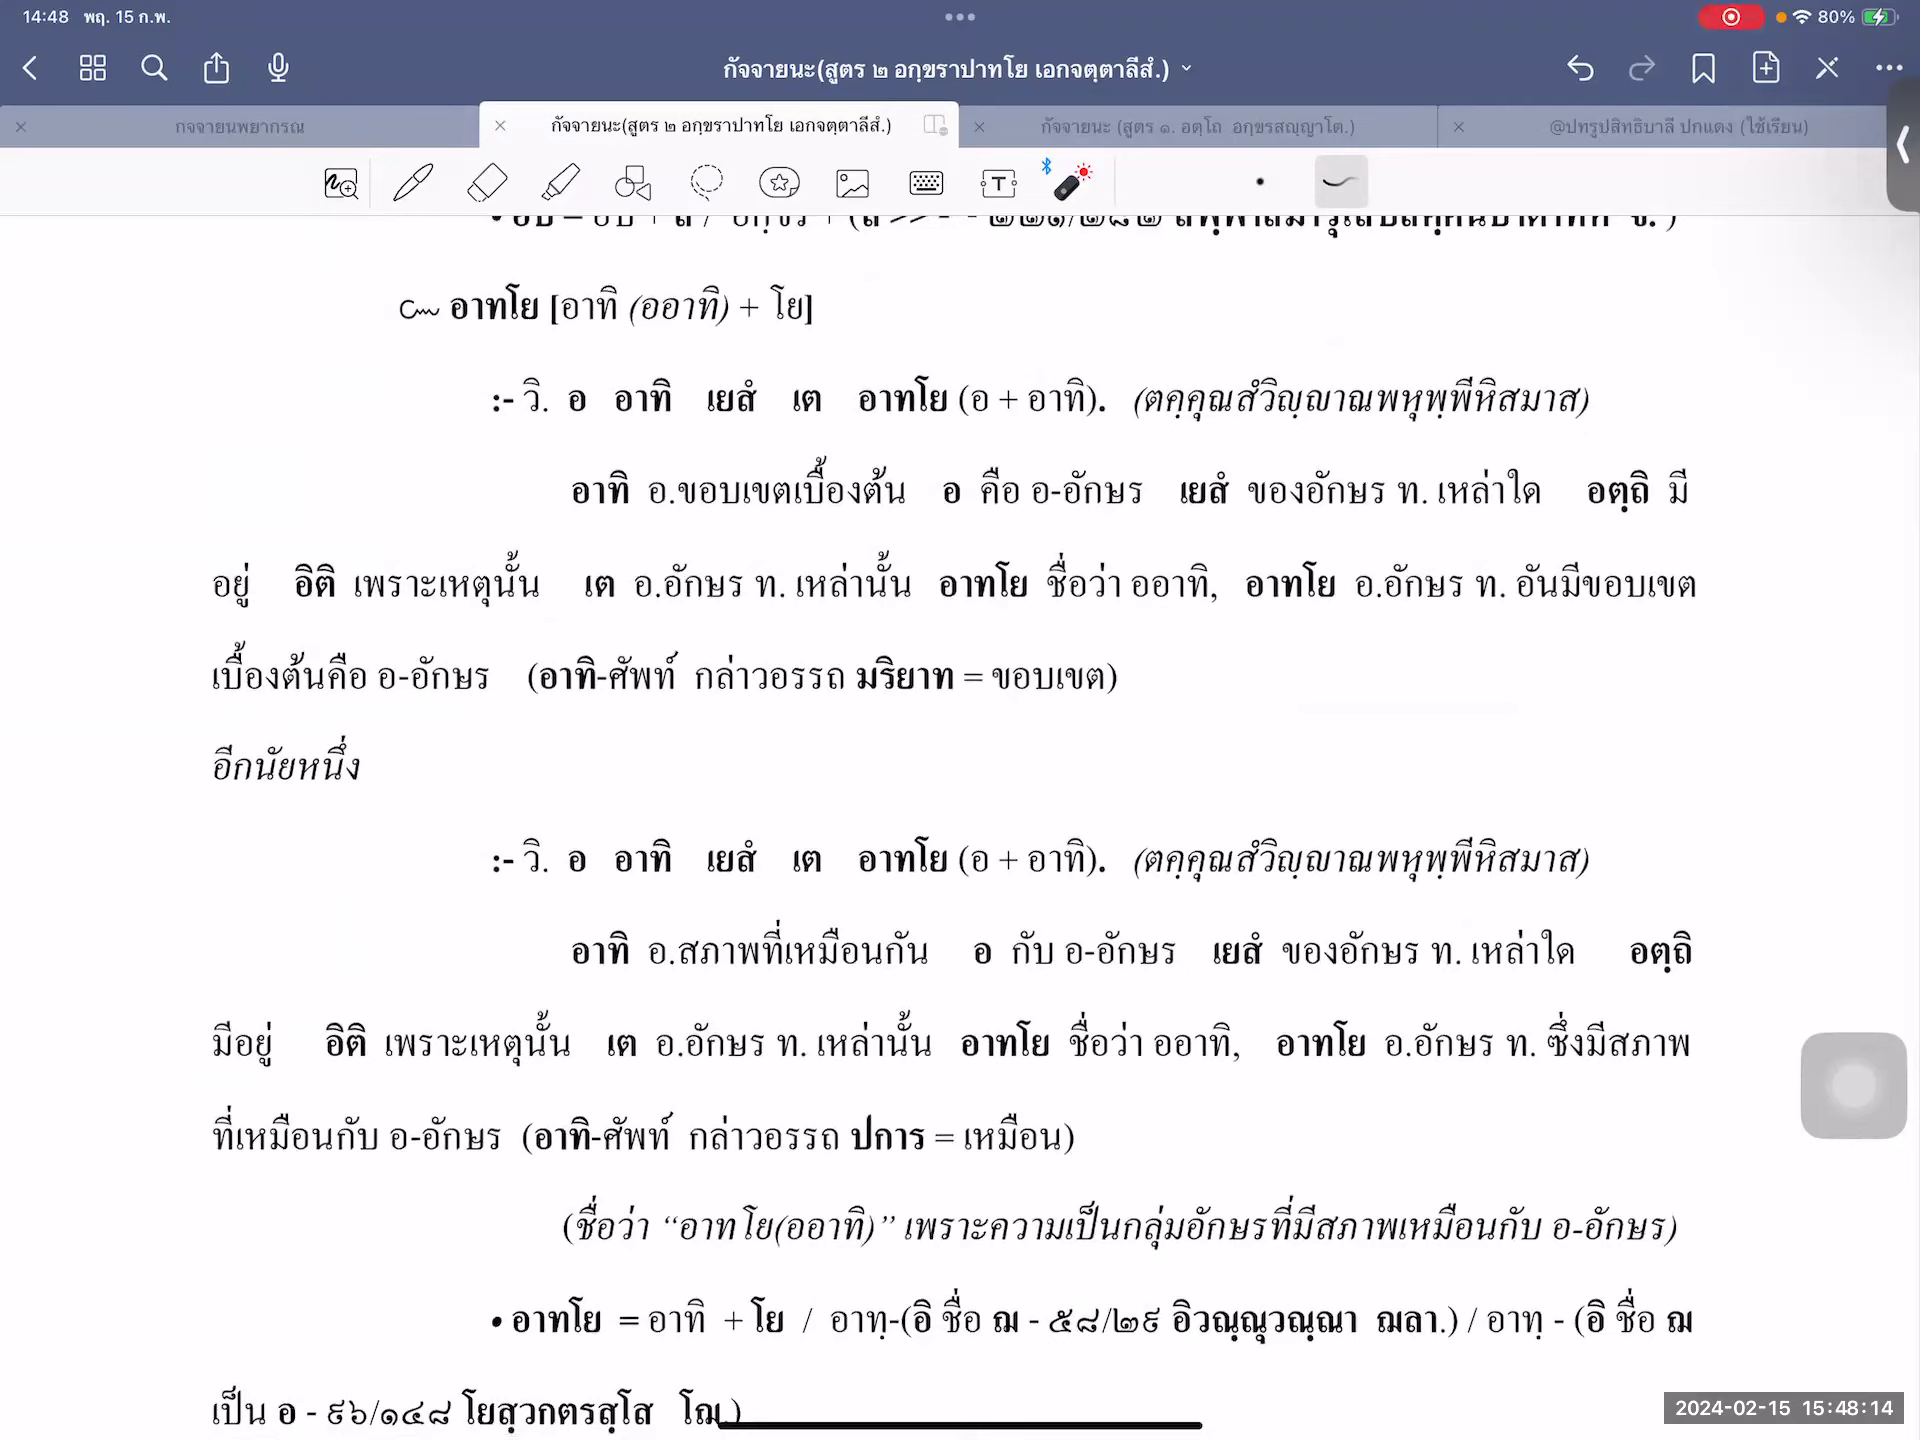 14:48 พฤ. 15 ก.พ.
80%
กัจจายนะ(สูตร ๒ อกฺขราปาทโย เอกจตฺตาลีสํ.)
กจจายนพยากรณ
กัจจายนะ(สูตร ๒ อกฺขราปาทโย เอกจตฺตาลีสํ.)
กัจจายนะ (สูตร ๑. อตฺโถ อกฺขรสญฺญาโต.)
@ปทรูปสิทธิบาลี ปกแดง (ใช้เรียน)
อาทโย [อาทิ (ออาทิ) + โย]
:- วิ. อ อาทิ เยสํ เต อาทโย (อ + อาทิ). (ตคฺคุณสํวิญฺญาณพหุพฺพีหิสมาส)
อาทิ อ.ขอบเขตเบื้องต้น อ คือ อ-อักษร เยสํ ของอักษร ท. เหล่าใด อตฺถิ มี
อยู่ อิติ เพราะเหตุนั้น เต อ.อักษร ท. เหล่านั้น อาทโย ชื่อว่า ออาทิ, อาทโย อ.อักษร ท. อันมีขอบเขต
เบื้องต้นคือ อ-อักษร (อาทิ-ศัพท์ กล่าวอรรถ มริยาท = ขอบเขต)
อีกนัยหนึ่ง
:- วิ. อ อาทิ เยสํ เต อาทโย (อ + อาทิ). (ตคฺคุณสํวิญฺญาณพหุพฺพีหิสมาส)
อาทิ อ.สภาพที่เหมือนกัน อ กับ อ-อักษร เยสํ ของอักษร ท. เหล่าใด อตฺถิ
มีอยู่ อิติ เพราะเหตุนั้น เต อ.อักษร ท. เหล่านั้น อาทโย ชื่อว่า ออาทิ, อาทโย อ.อักษร ท. ซึ่งมีสภาพ
ที่เหมือนกับ อ-อักษร (อาทิ-ศัพท์ กล่าวอรรถ ปการ = เหมือน)
(ชื่อว่า “อาทโย(ออาทิ)” เพราะความเป็นกลุ่มอักษรที่มีสภาพเหมือนกับ อ-อักษร)
• อาทโย = อาทิ + โย / อาทฺ-(อิ ชื่อ ฌ - ๕๘/๒๙ อิวณฺณุวณฺณา ฌลา.) / อาทฺ - (อิ ชื่อ ฌ
เป็น อ - ๙๖/๑๔๘ โยสฺวกตรสฺโส โฌ.)
2024-02-15 15:48:14